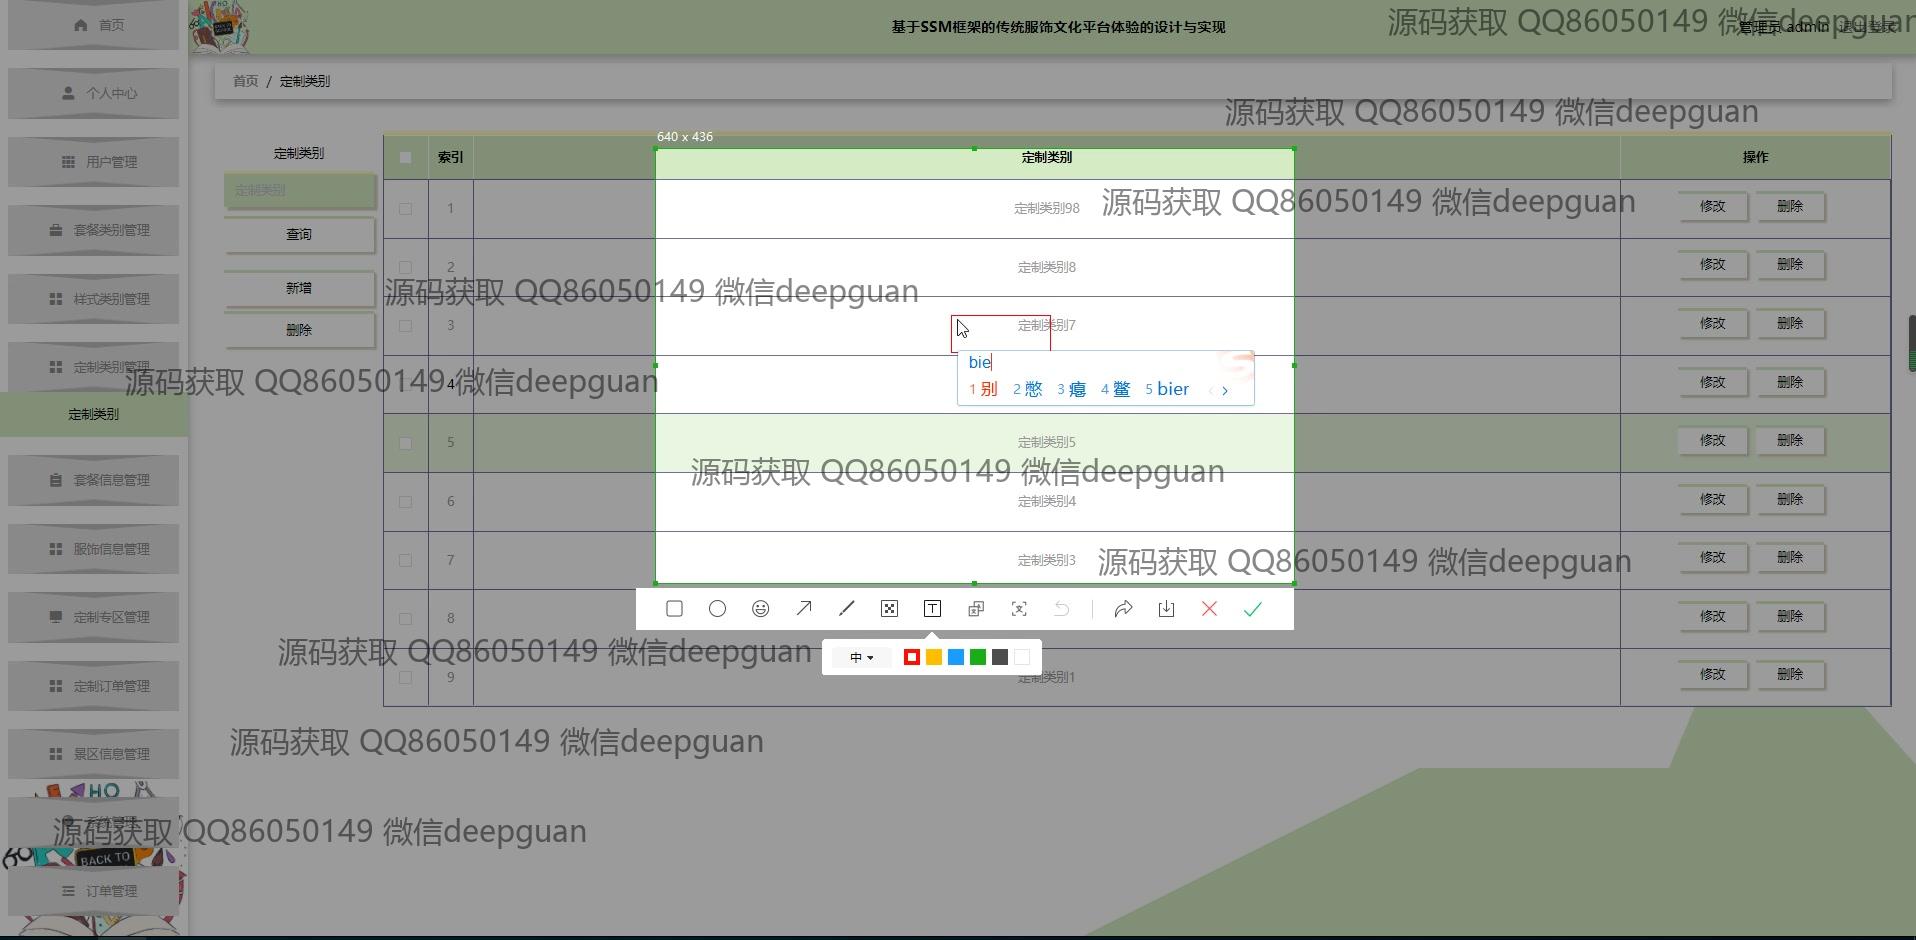 首页
个人中心
用户管理
套餐类别管理
样式类别管理
定制类别管理
定制类别
套餐信息管理
服饰信息管理
定制专区管理
定制订单管理
景区信息管理
系统管理
订单管理
HO
BACK TO
基于SSM框架的传统服饰文化平台体验的设计与实现
管理员 admin 退出登录
首页 / 定制类别
定制类别
定制类别
查询
新增
删除
640 x 436
索引 定制类别 操作
1 定制类别98 修改 删除
2 定制类别8 修改 删除
3 定制类别7 修改 删除
4 修改 删除
5 定制类别5 修改 删除
6 定制类别4 修改 删除
7 定制类别3 修改 删除
8 修改 删除
9 定制类别1 修改 删除
bie
1 别 2 憋 3 瘪 4 鳖 5 bier
中
源码获取 QQ86050149 微信deepguan
源码获取 QQ86050149 微信deepguan
源码获取 QQ86050149 微信deepguan
源码获取 QQ86050149 微信deepguan
源码获取 QQ86050149 微信deepguan
源码获取 QQ86050149 微信deepguan
源码获取 QQ86050149 微信deepguan
源码获取 QQ86050149 微信deepguan
源码获取 QQ86050149 微信deepguan
源码获取 QQ86050149 微信deepguan